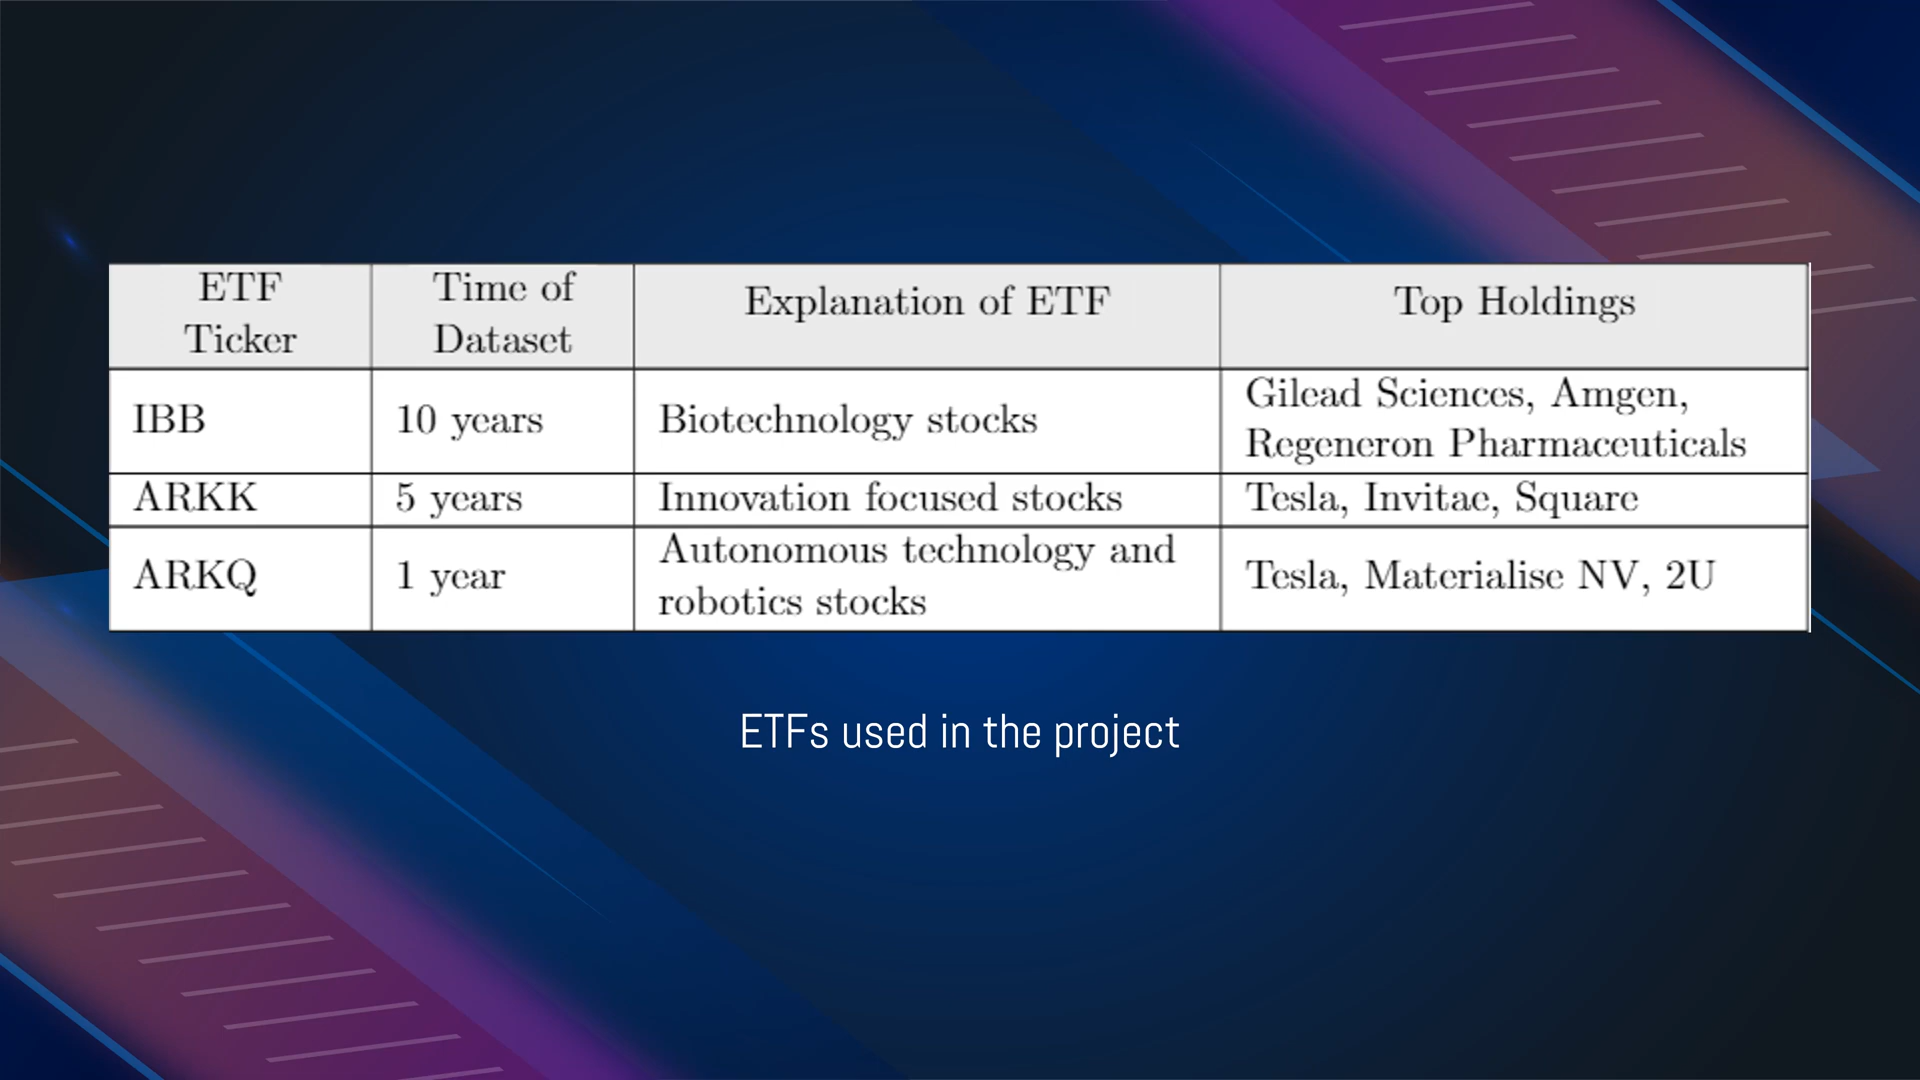 ETF Ticker
Time of Dataset
Explanation of ETF
Top Holdings
IBB
10 years
Biotechnology stocks
Gilead Sciences, Amgen,
Regeneron Pharmaceuticals
ARKK
5 years
Innovation focused stocks
Tesla, Invitae, Square
ARKQ
1 year
Autonomous technology and
robotics stocks
Tesla, Materialise NV, 2U
ETFs used in the project